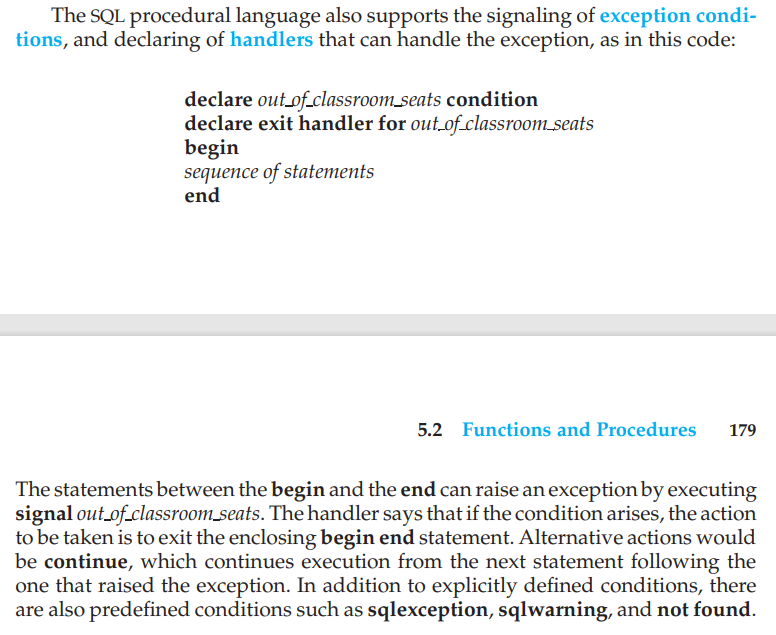 The SQL procedural language also supports the signaling of exception condi-
tions, and declaring of handlers that can handle the exception, as in this code:
declare out_of_classroom_seats condition
declare exit handler for out_of_classroom_seats
begin
sequence of statements
end
5.2 Functions and Procedures 179
The statements between the begin and the end can raise an exception by executing
signal out_of_classroom_seats. The handler says that if the condition arises, the action
to be taken is to exit the enclosing begin end statement. Alternative actions would
be continue, which continues execution from the next statement following the
one that raised the exception. In addition to explicitly defined conditions, there
are also predefined conditions such as sqlexception, sqlwarning, and not found.